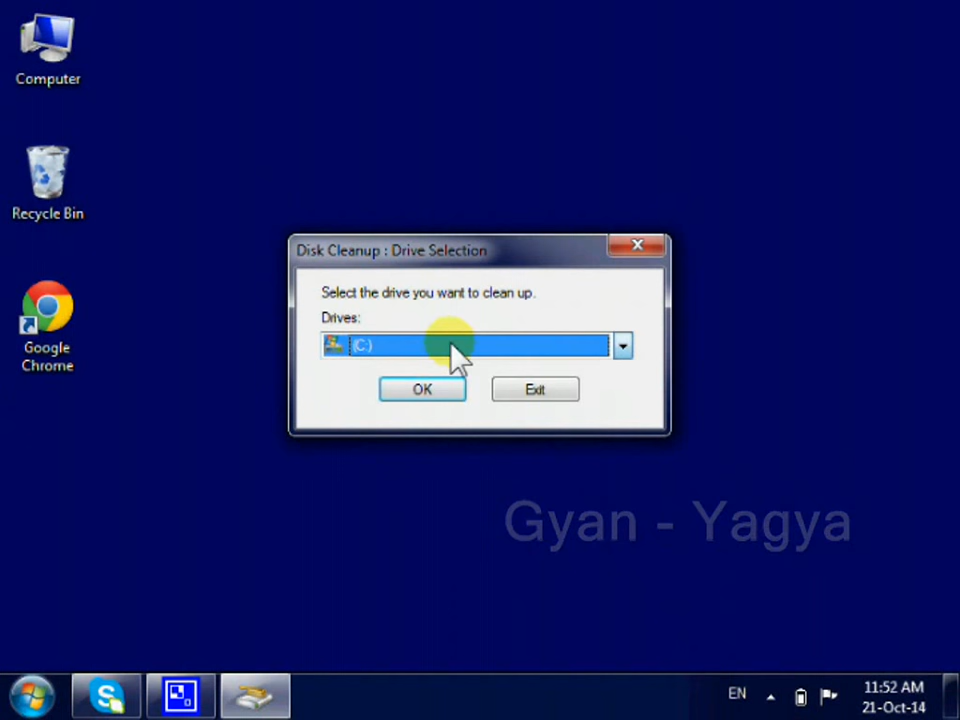 Computer
Recycle Bin
Google
Chrome
Disk Cleanup : Drive Selection
Select the drive you want to clean up.
Drives:
(C:)
OK
Exit
Gyan - Yagya
EN
11:52 AM
21-Oct-14